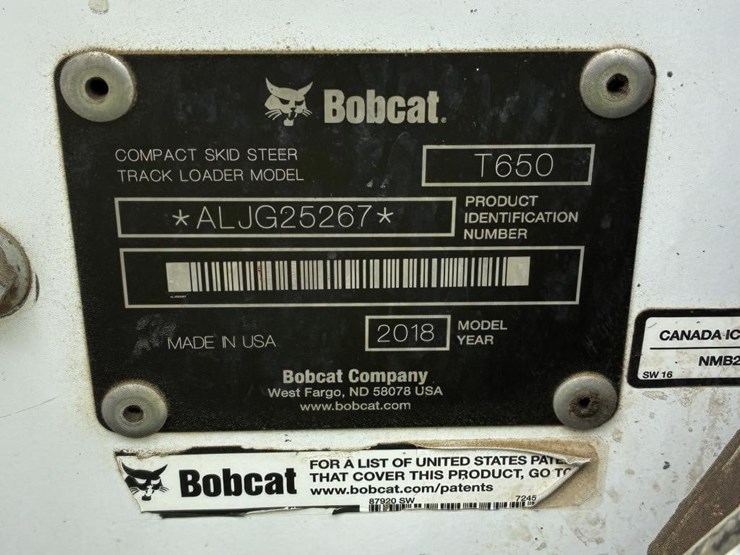 Bobcat.
COMPACT SKID STEER
TRACK LOADER MODEL
T650
*ALJG25267*
PRODUCT
IDENTIFICATION
NUMBER
MADE IN USA
2018
MODEL
YEAR
Bobcat Company
West Fargo, ND 58078 USA
www.bobcat.com
CANADA IC
NMB2
SW 16
Bobcat
FOR A LIST OF UNITED STATES PATE
THAT COVER THIS PRODUCT, GO TO
www.bobcat.com/patents
87920 SW
7245